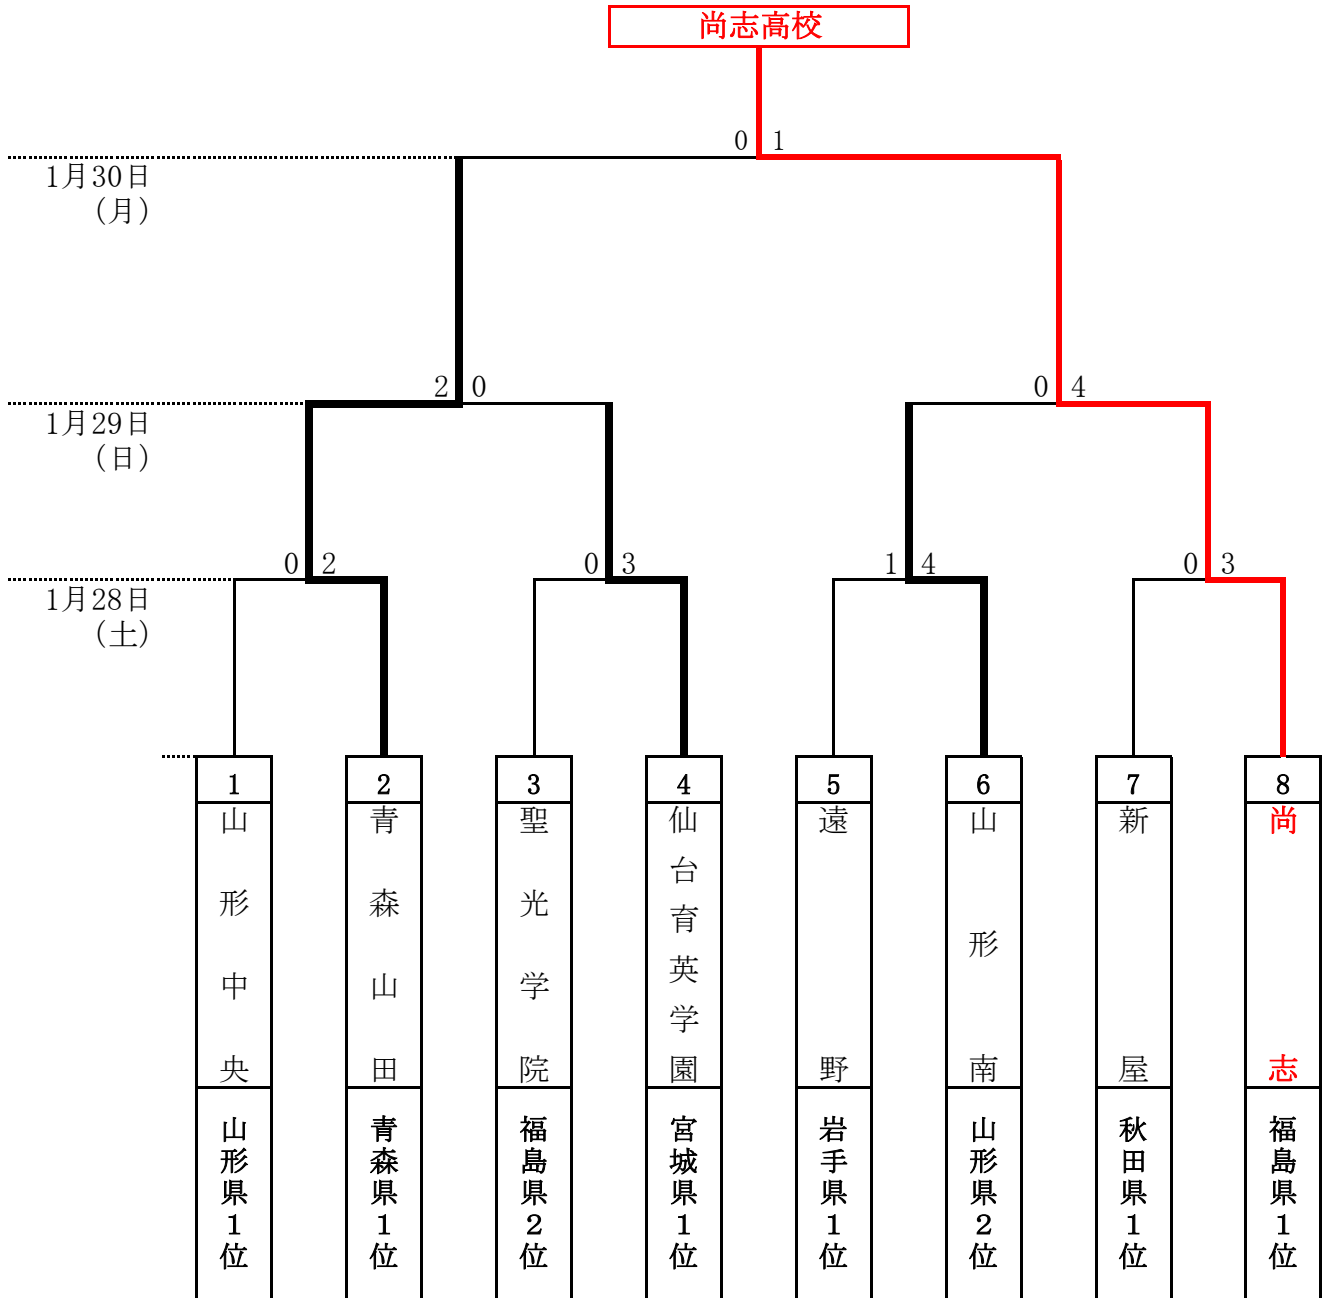 尚志高校
0 1
1月30日
(月)
2 0
0 4
1月29日
(日)
0 2
0 3
1 4
0 3
1月28日
(土)
1
山形中央
山形県1位
2
青森山田
青森県1位
3
聖光学院
福島県2位
4
仙台育英学園
宮城県1位
5
遠野
岩手県1位
6
山形南
山形県2位
7
新屋
秋田県1位
8
尚志
福島県1位